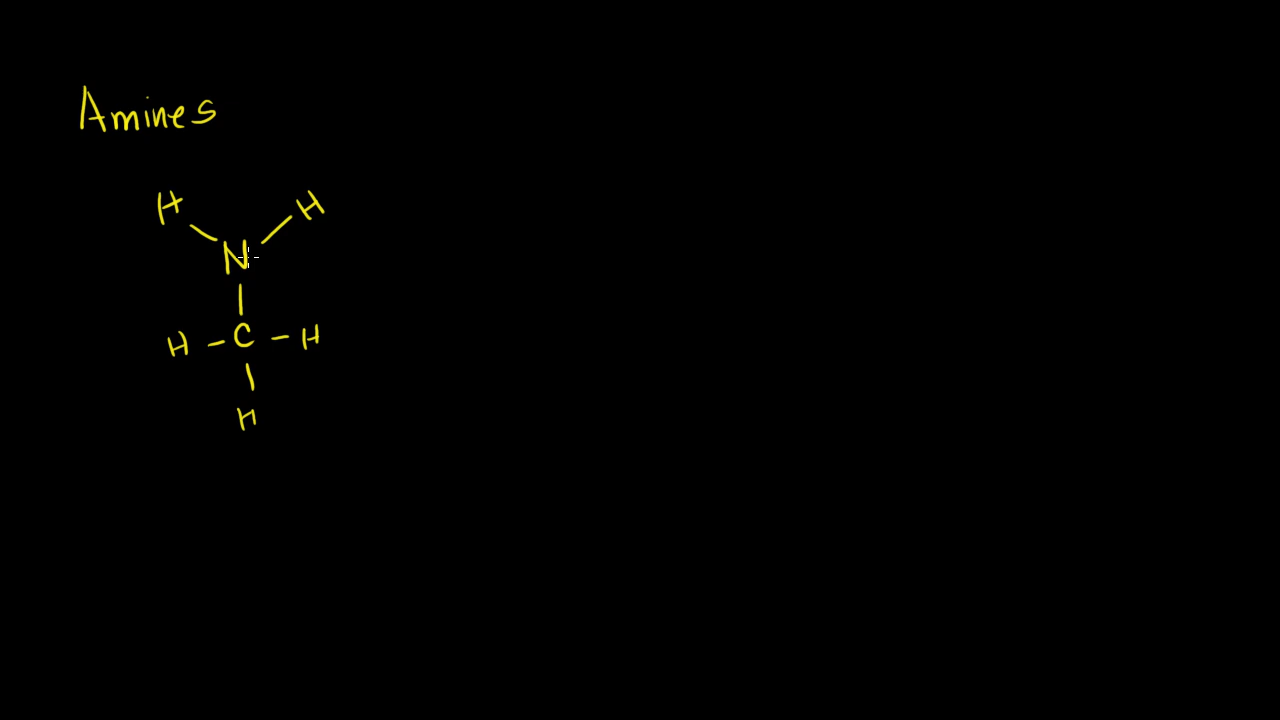 Amines
H H
N
H - C - H
H